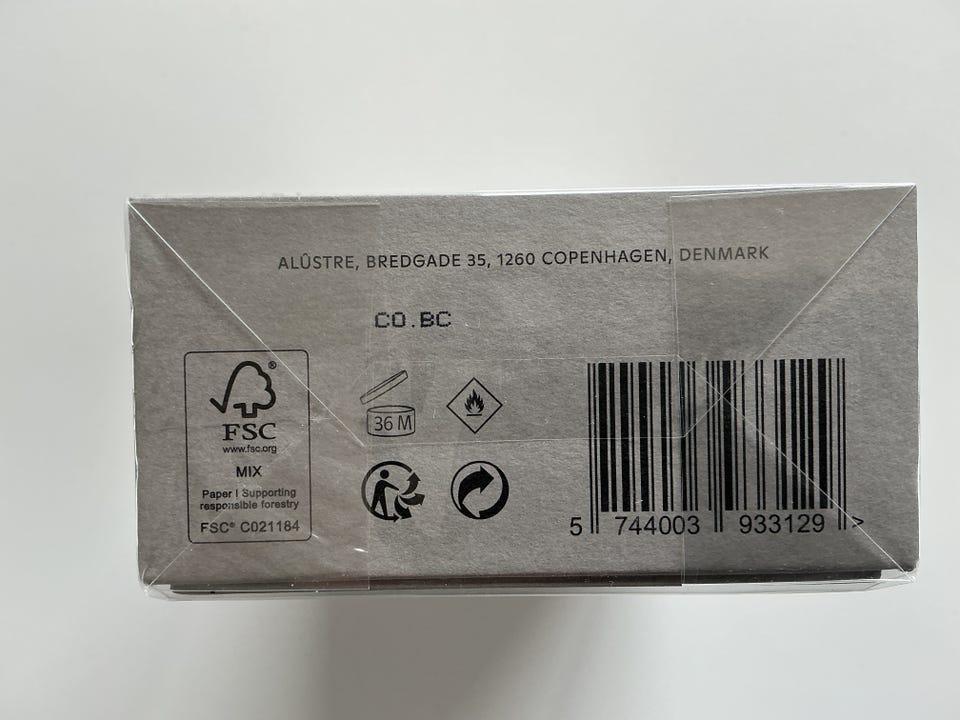 ALÛSTRE, BREDGADE 35, 1260 COPENHAGEN, DENMARK
CO.BC
FSC®
www.fsc.org
MIX
Paper | Supporting
responsible forestry
FSC® C021184
36 M
5 744003 933129 >